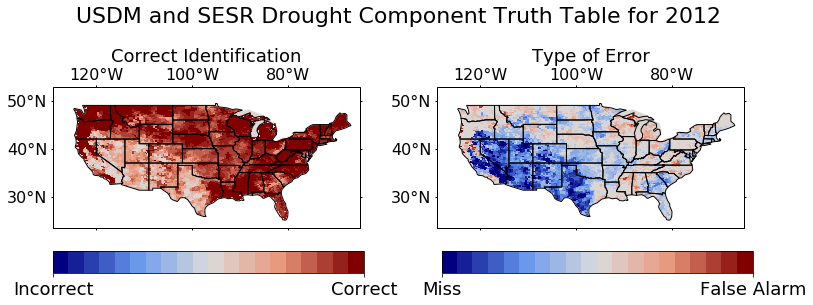 USDM and SESR Drought Component Truth Table for 2012
Correct Identification
120°W 100°W 80°W
50°N
40°N
30°N
Incorrect Correct
Type of Error
120°W 100°W 80°W
50°N
40°N
30°N
Miss False Alarm